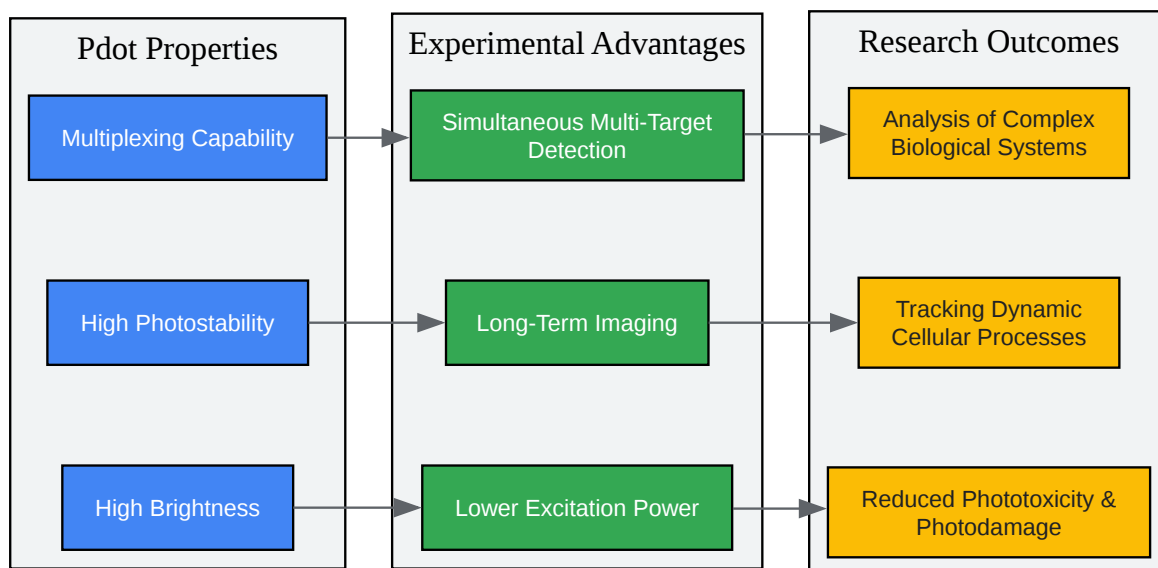 Pdot Properties
Multiplexing Capability
High Photostability
High Brightness
Experimental Advantages
Simultaneous Multi-Target
Detection
Long-Term Imaging
Lower Excitation Power
Research Outcomes
Analysis of Complex
Biological Systems
Tracking Dynamic
Cellular Processes
Reduced Phototoxicity &
Photodamage